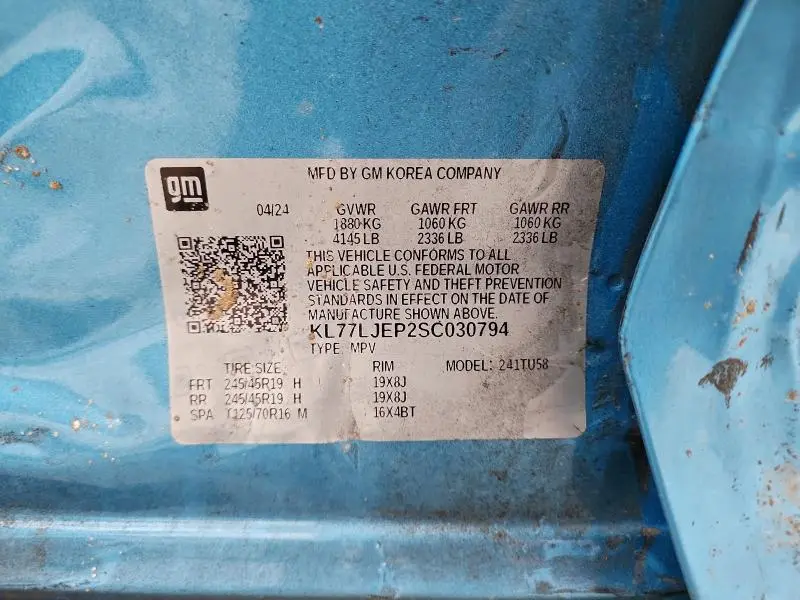 gm
MFD BY GM KOREA COMPANY
04/24 GVWR GAWR FRT GAWR RR
1880 KG 1060 KG 1060 KG
4145 LB 2336 LB 2336 LB
THIS VEHICLE CONFORMS TO ALL
APPLICABLE U.S. FEDERAL MOTOR
VEHICLE SAFETY AND THEFT PREVENTION
STANDARDS IN EFFECT ON THE DATE OF
MANUFACTURE SHOWN ABOVE.
KL77LJEP2SC030794
TYPE: MPV
TIRE SIZE RIM MODEL: 241TU58
FRT 245/45R19 H 19X8J
RR 245/45R19 H 19X8J
SPA T125/70R16 M 16X4BT